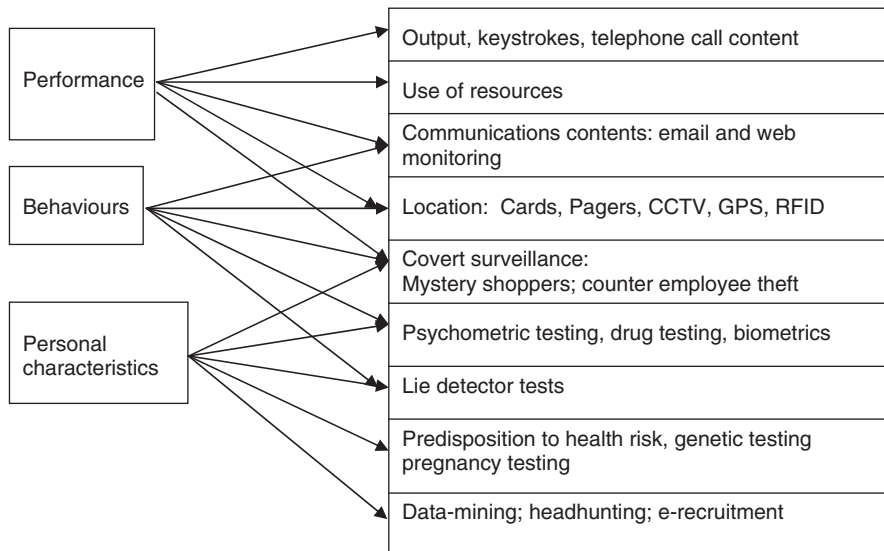 Performance
Behaviours
Personal
characteristics
Output, keystrokes, telephone call content
Use of resources
Communications contents: email and web
monitoring
Location: Cards, Pagers, CCTV, GPS, RFID
Covert surveillance:
Mystery shoppers; counter employee theft
Psychometric testing, drug testing, biometrics
Lie detector tests
Predisposition to health risk, genetic testing
pregnancy testing
Data-mining; headhunting; e-recruitment